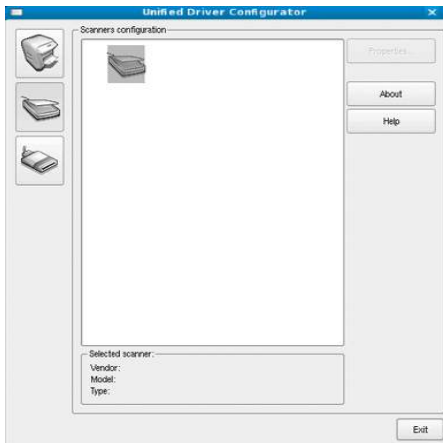 Unified Driver Configurator
Scanners configuration
Properties...
About
Help
Selected scanner:
Vendor:
Model:
Type:
Exit